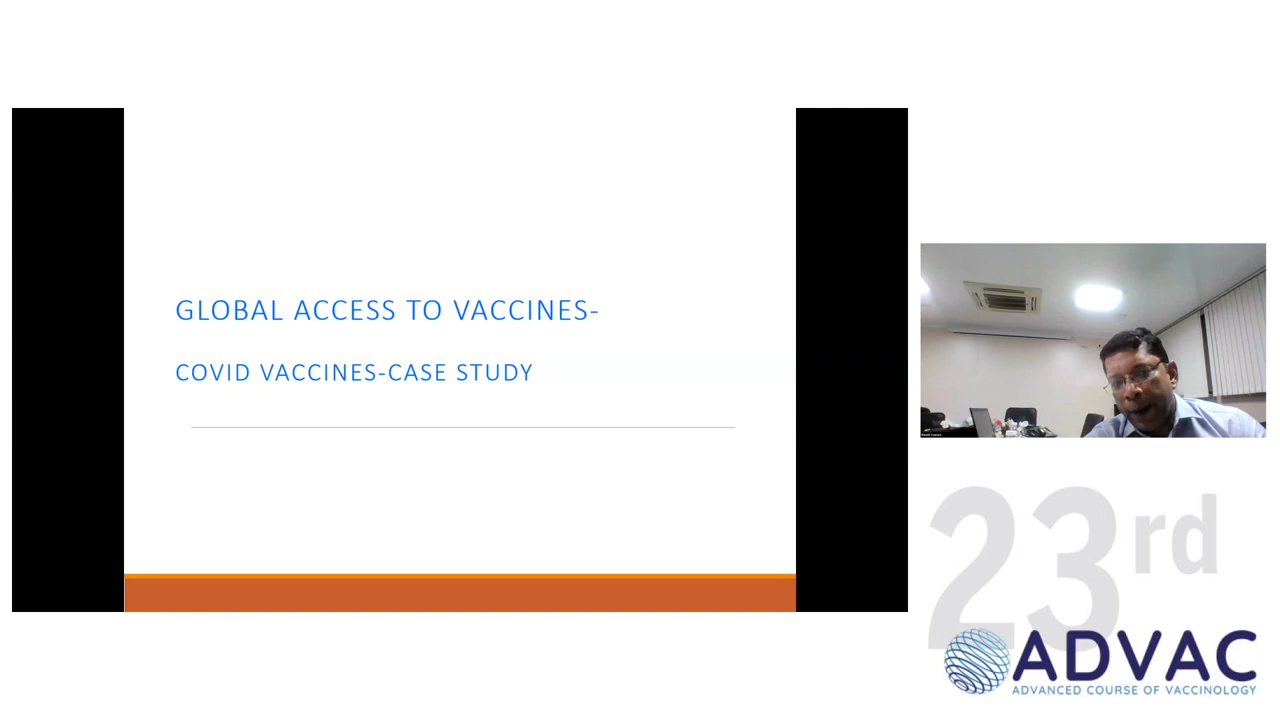 GLOBAL ACCESS TO VACCINES-
COVID VACCINES-CASE STUDY
23rd
ADVAC
ADVANCED COURSE OF VACCINOLOGY